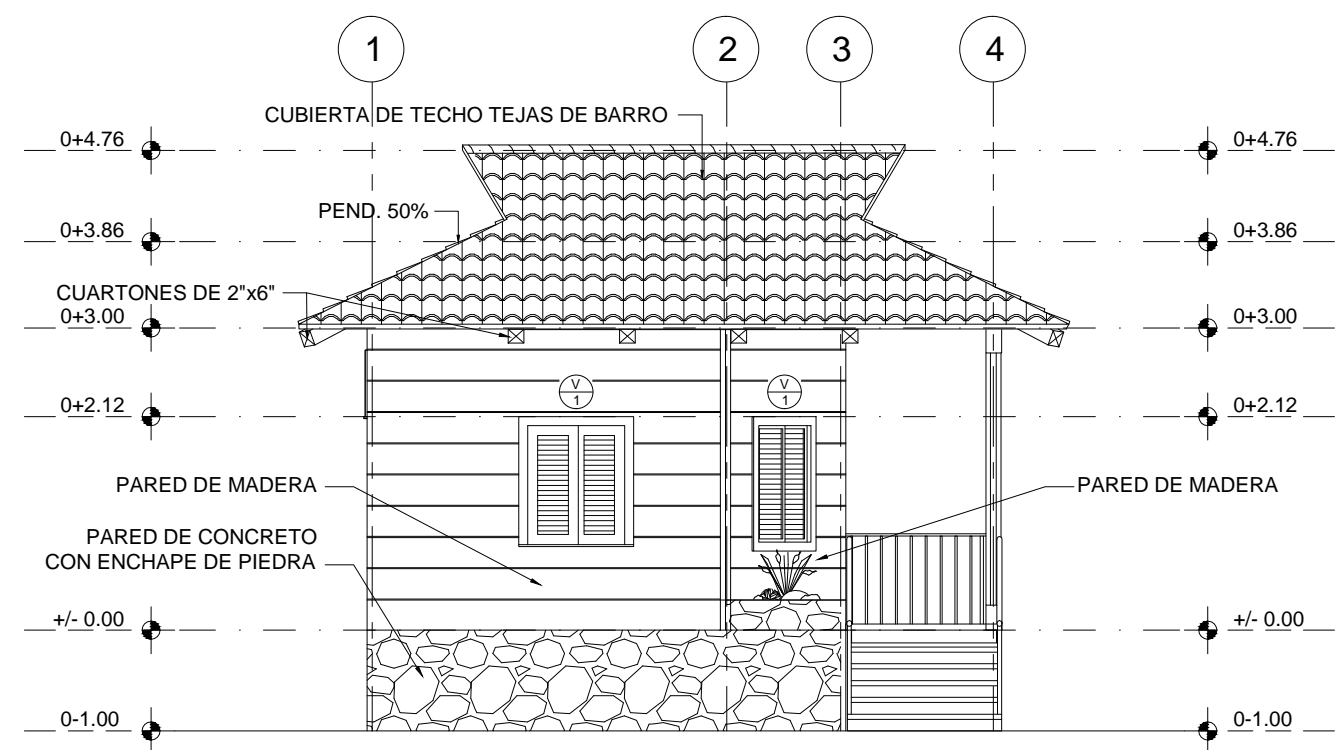 1 2 3 4
CUBIERTA DE TECHO TEJAS DE BARRO
0+4.76 0+4.76
PEND. 50%
0+3.86 0+3.86
CUARTONES DE 2"x6"
0+3.00 0+3.00
V V
1 1
0+2.12 0+2.12
PARED DE MADERA PARED DE MADERA
PARED DE CONCRETO
CON ENCHAPE DE PIEDRA
+/- 0.00 +/- 0.00
0-1.00 0-1.00